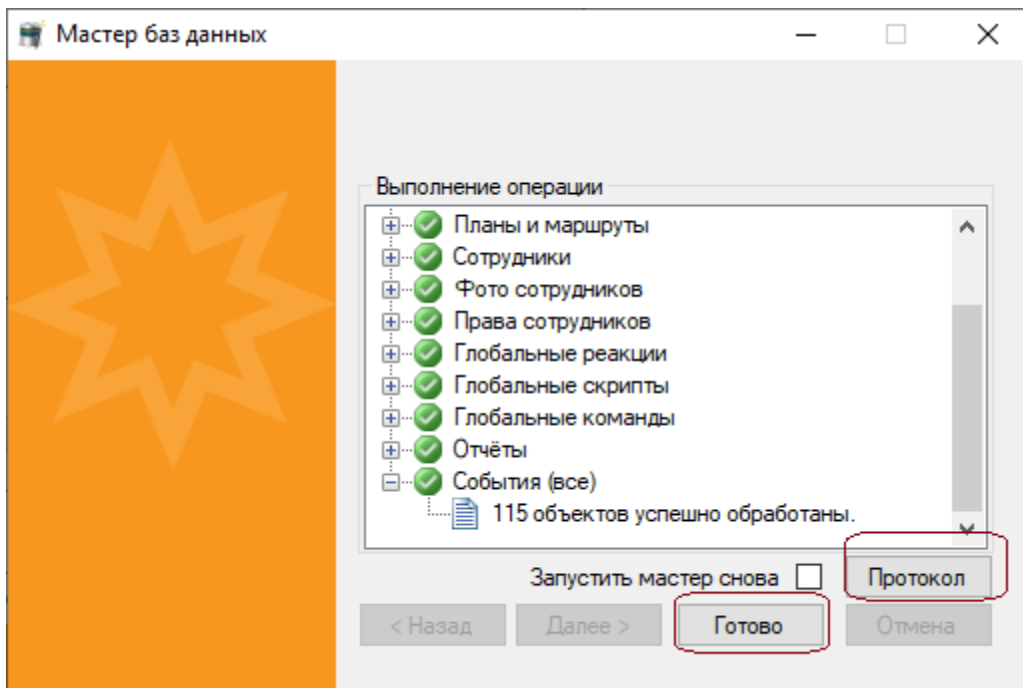 Мастер баз данных
Выполнение операции
Планы и маршруты
Сотрудники
Фото сотрудников
Права сотрудников
Глобальные реакции
Глобальные скрипты
Глобальные команды
Отчёты
События (все)
115 объектов успешно обработаны.
Запустить мастер снова Протокол
< Назад Далее > Готово Отмена